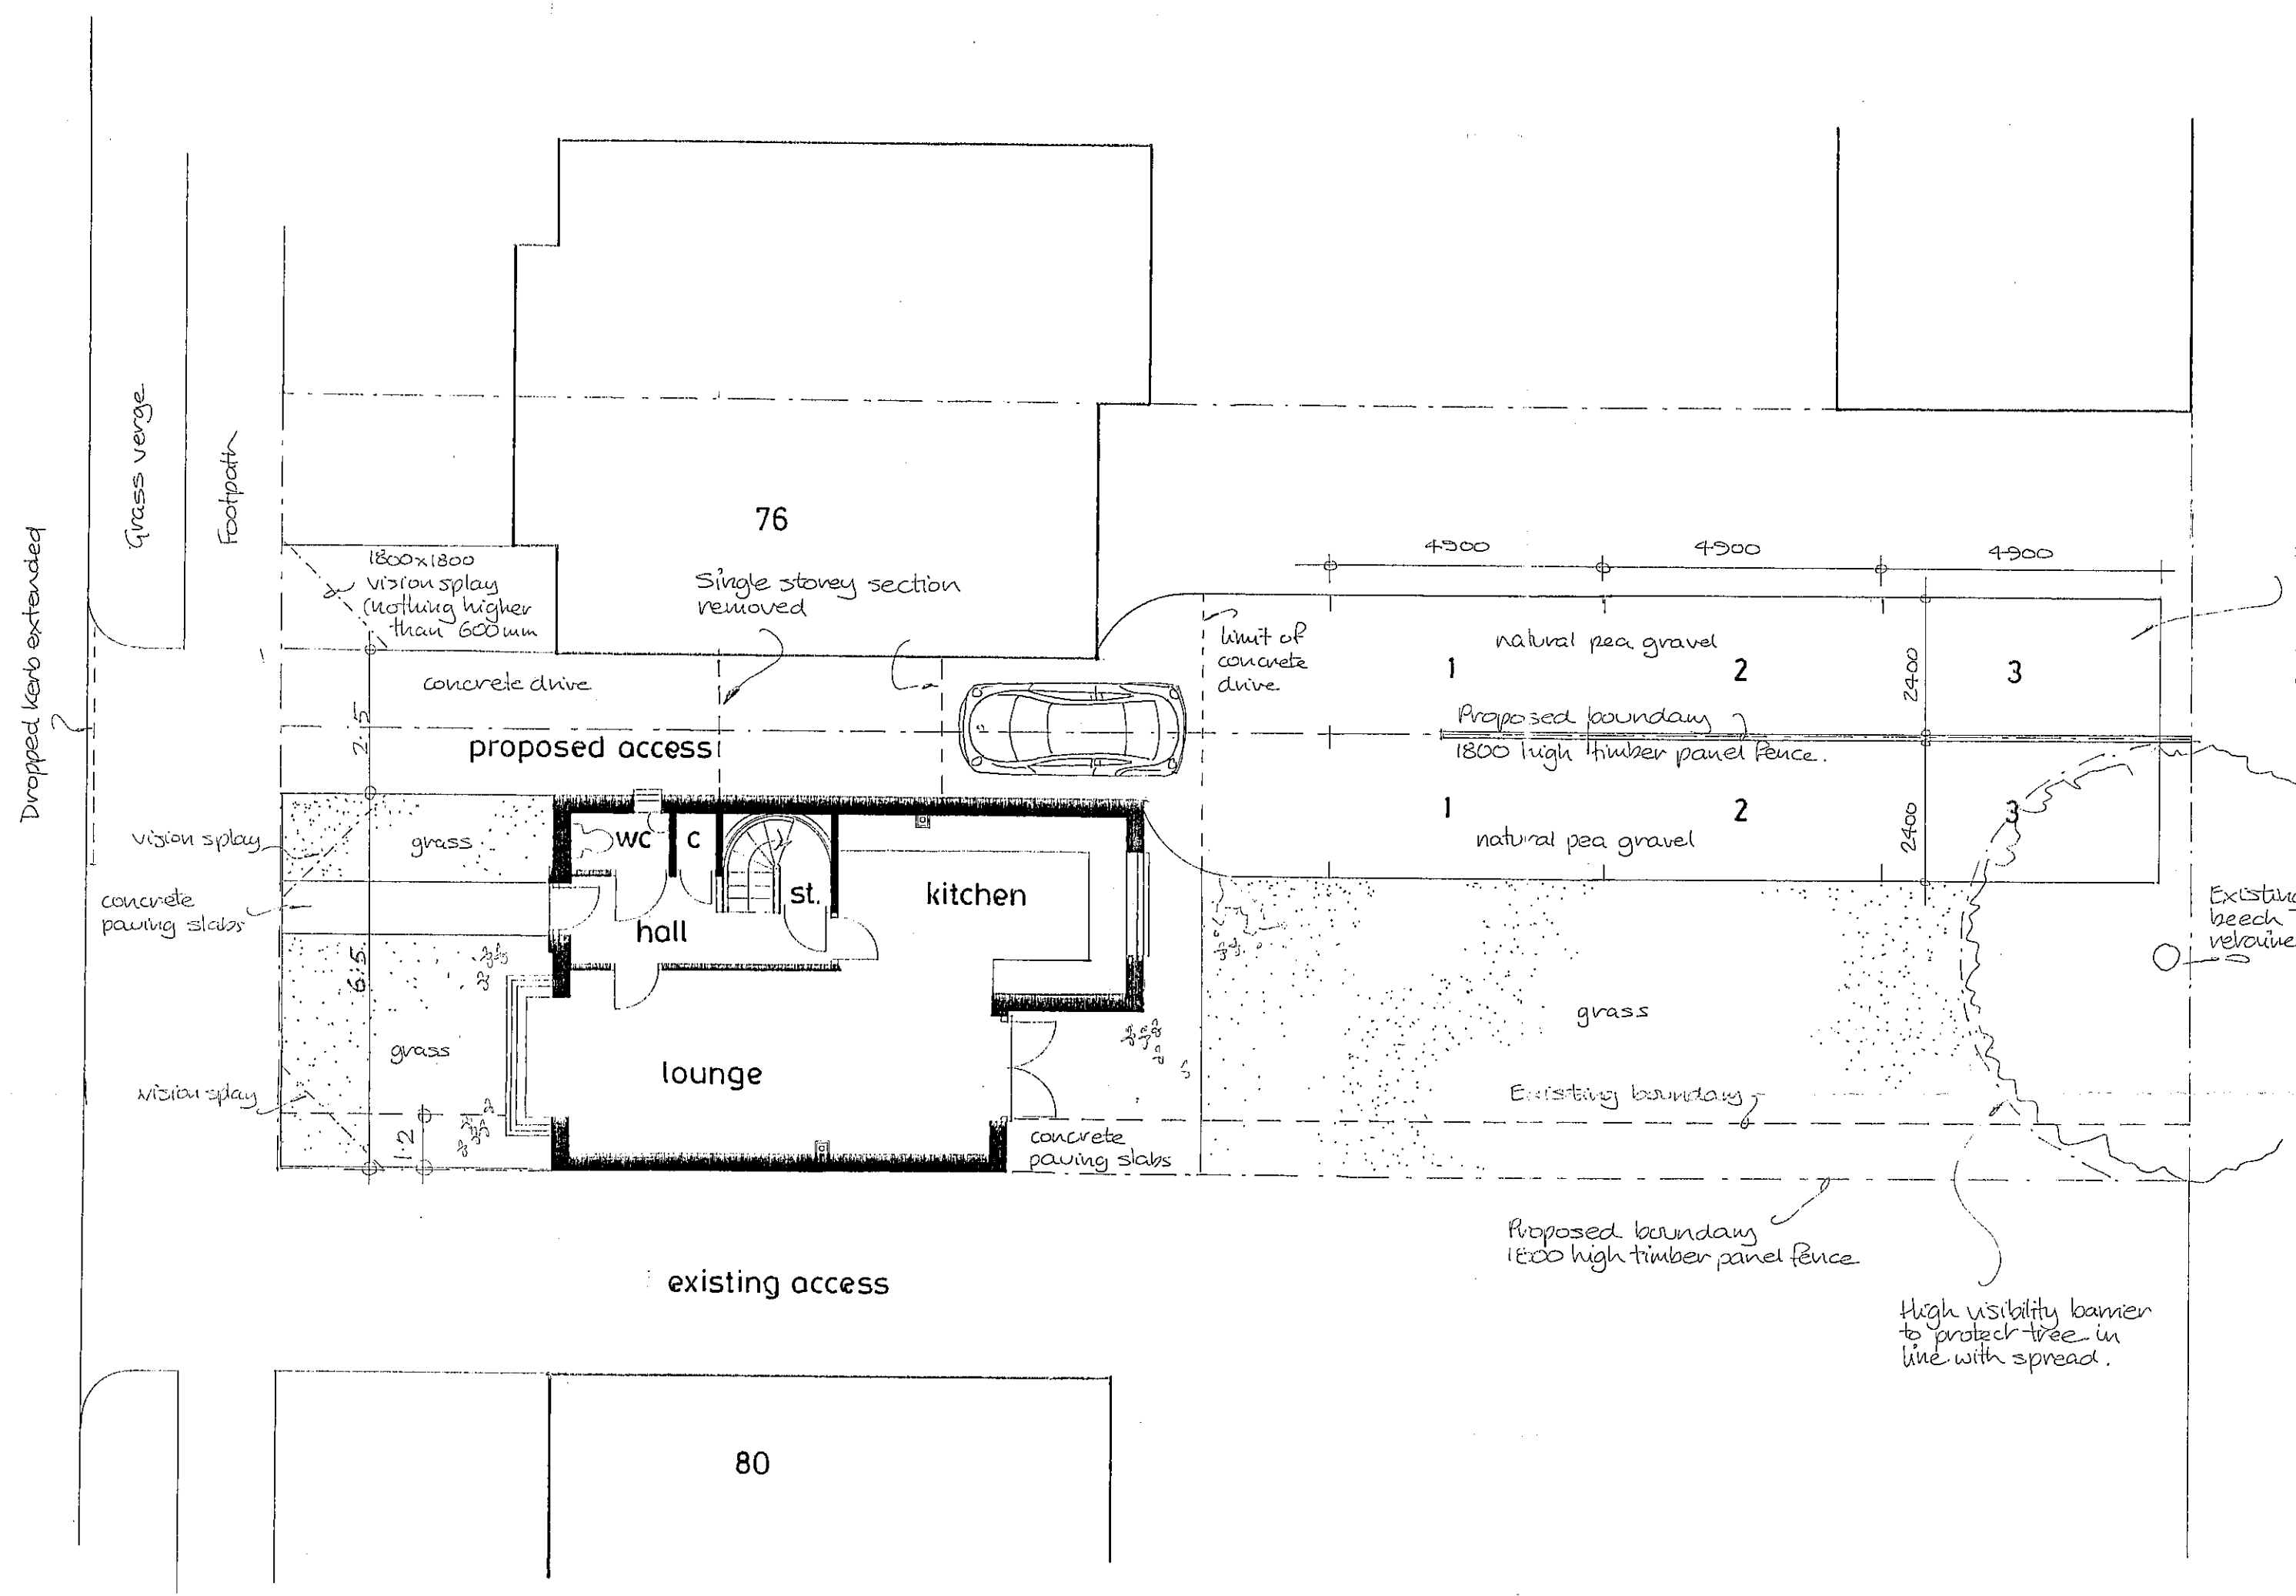 Dropped kerb extended
Grass verge
Footpath
76
1800x1800
vision splay
(nothing higher
than 600mm
Single storey section
removed
4900
4900
4900
limit of
concrete
drive
natural pea gravel
1
2
3
2400
concrete drive
2.5
proposed access
Proposed boundary
1800 high timber panel fence.
1
2
3
2400
natural pea gravel
vision splay
grass
wc
c
st.
kitchen
hall
concrete
paving slabs
6.5
Existing
beech
grass
grass
lounge
vision splay
1.2
Existing boundary
concrete
paving slabs
Proposed boundary
1800 high timber panel fence
existing access
High visibility barrier
to protect tree in
line with spread.
80